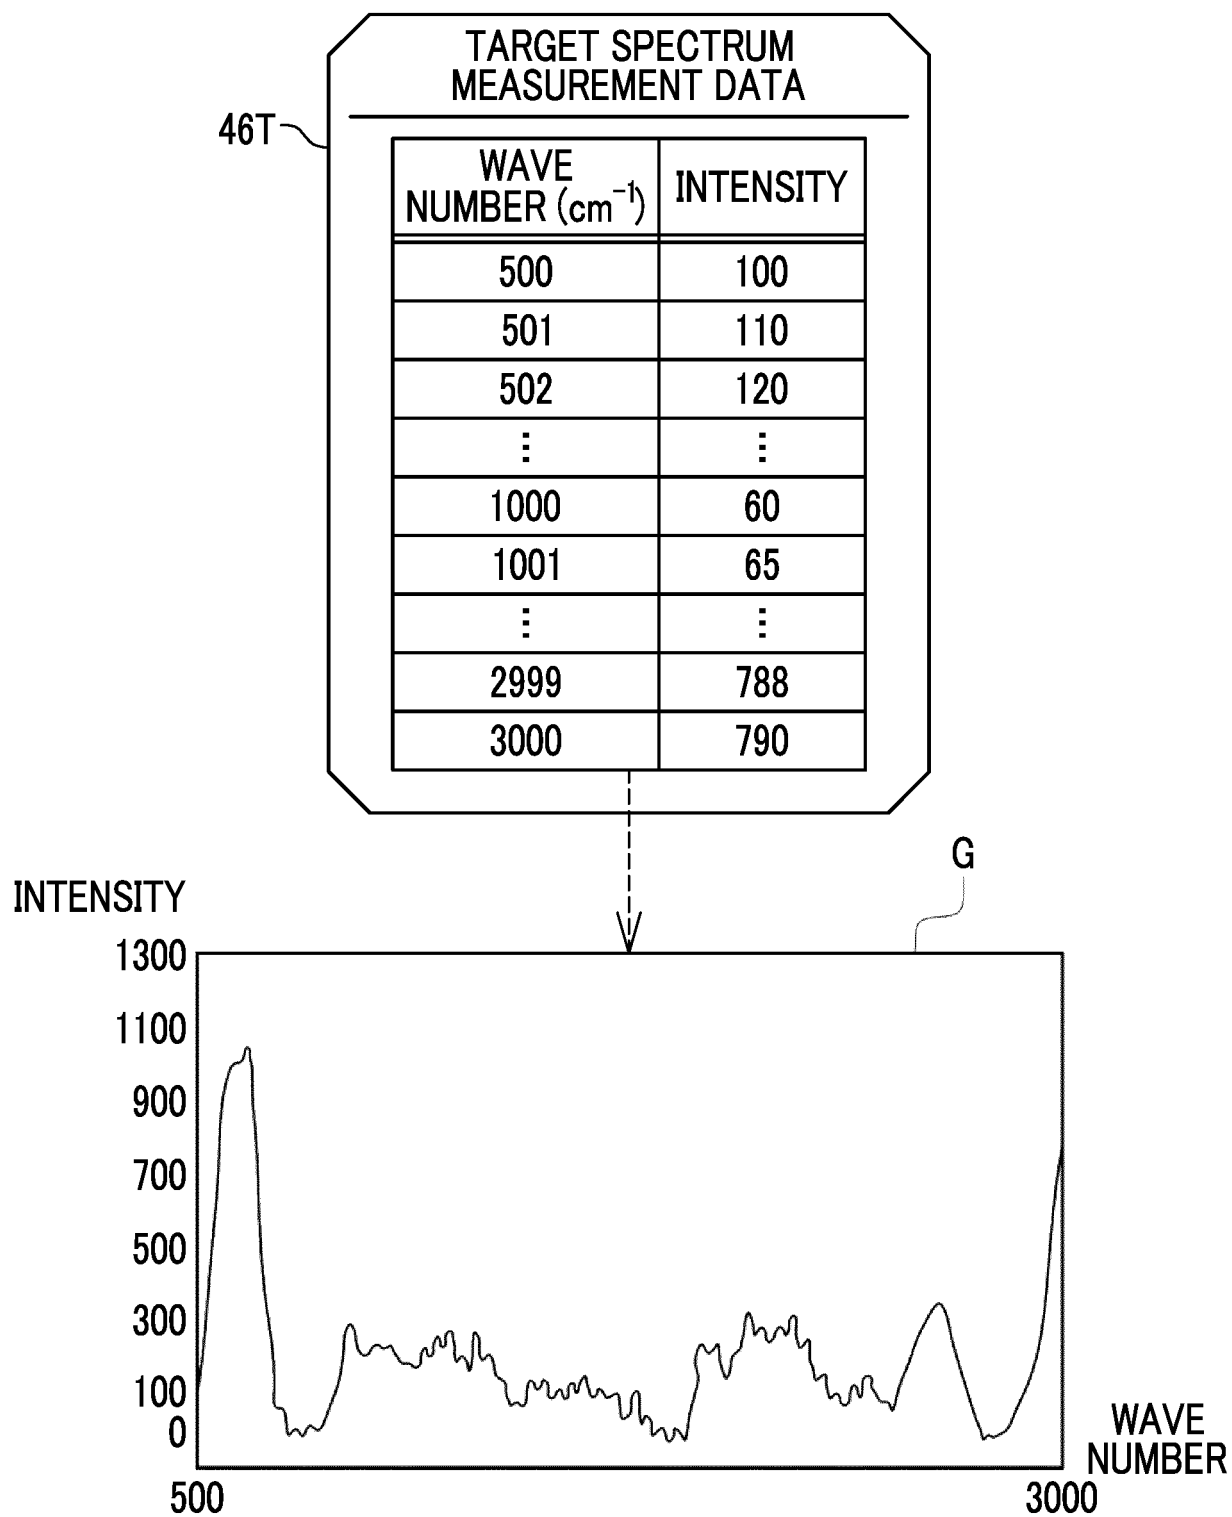 TARGET SPECTRUM
MEASUREMENT DATA
46T
WAVE
NUMBER (cm⁻¹)
INTENSITY
500 100
501 110
502 120
⋮ ⋮
1000 60
1001 65
⋮ ⋮
2999 788
3000 790
G
INTENSITY
1300
1100
900
700
500
300
100
0
WAVE
NUMBER
500
3000